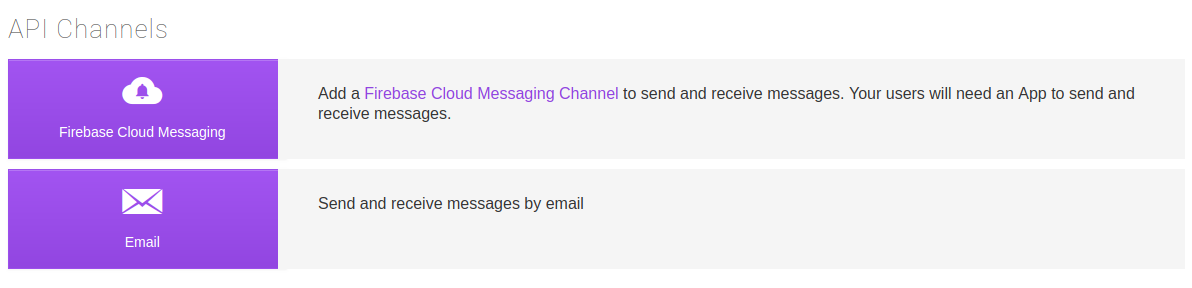 API Channels
Firebase Cloud Messaging
Add a Firebase Cloud Messaging Channel to send and receive messages. Your users will need an App to send and
receive messages.
Email
Send and receive messages by email